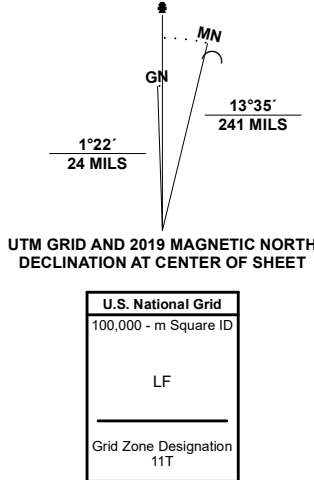 MN
GN
13°35´
241 MILS
1°22´
24 MILS
UTM GRID AND 2019 MAGNETIC NORTH
DECLINATION AT CENTER OF SHEET
U.S. National Grid
100,000 - m Square ID
LF
Grid Zone Designation
11T